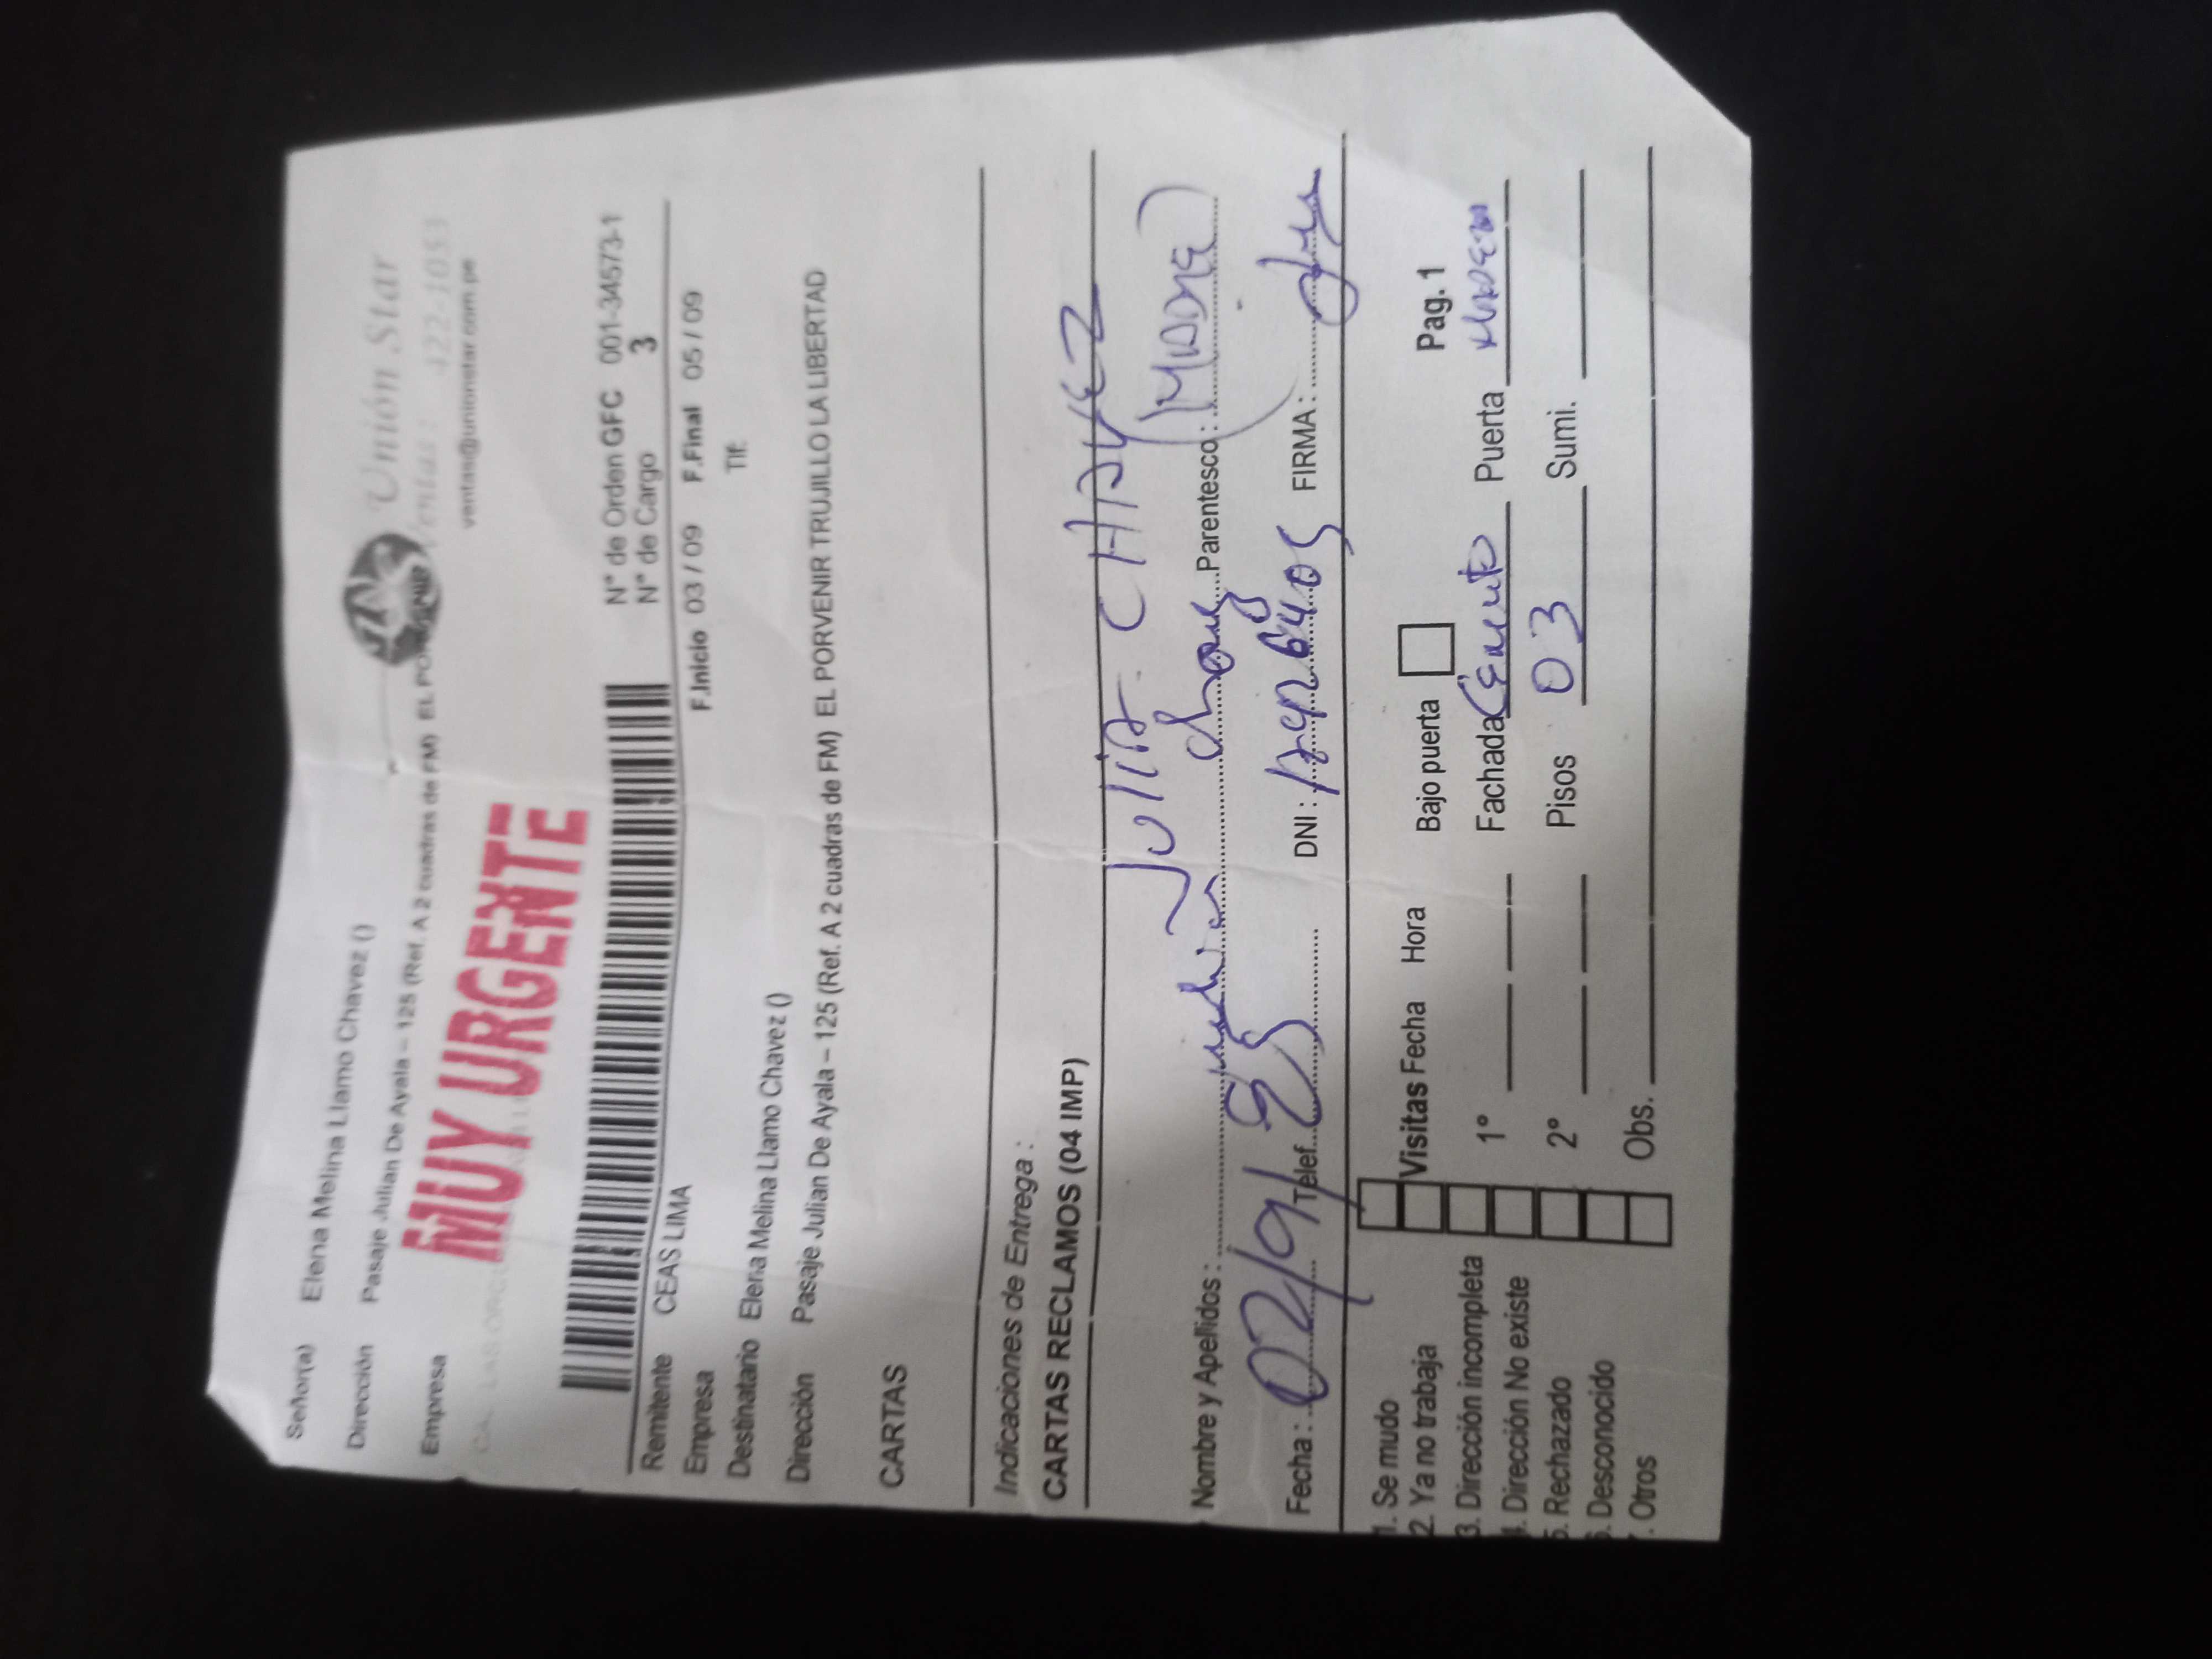 Unión Star
Ventas : 422-1053
ventas@unionstar.com.pe
Señor(a) Elena Melina Llamo Chavez ()
Dirección Pasaje Julian De Ayala – 125 (Ref. A 2 cuadras de FM) EL
Empresa
MUY URGENTE
N° de Orden GFC 001-34573-1
N° de Cargo 3
Remitente CEAS LIMA
F.Inicio 03 / 09 F.Final 05 / 09
Empresa
Tlf.
Destinatario Elena Melina Llamo Chavez ()
Dirección Pasaje Julian De Ayala – 125 (Ref. A 2 cuadras de FM) EL PORVENIR TRUJILLO LA LIBERTAD
CARTAS
Indicaciones de Entrega :
CARTAS RECLAMOS (04 IMP)
Julia CHAVEZ
Nombre y Apellidos : Parentesco : (MADRE)
Fecha : 02/9/ Telef. DNI : FIRMA :
1. Se mudo
2. Ya no trabaja Visitas Fecha Hora Bajo puerta Pag. 1
3. Dirección incompleta 1° Fachada Puerta
4. Dirección No existe
5. Rechazado 2° Pisos 03 Sumi.
6. Desconocido
7. Otros Obs.